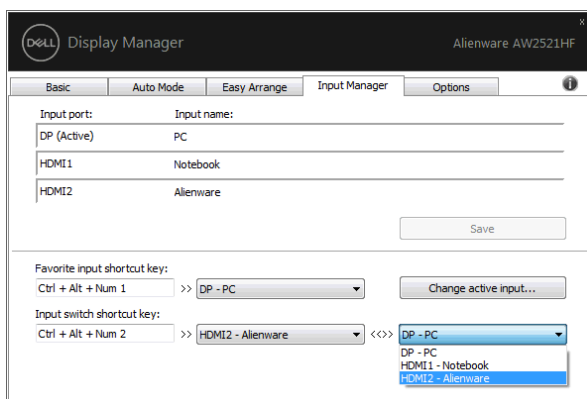 x
DELL Display Manager Alienware AW2521HF
Basic Auto Mode Easy Arrange Input Manager Options i
Input port: Input name:
DP (Active) PC
HDMI1 Notebook
HDMI2 Alienware
Save
Favorite input shortcut key:
Ctrl + Alt + Num 1 >> DP - PC Change active input...
Input switch shortcut key:
Ctrl + Alt + Num 2 >> HDMI2 - Alienware <<>> DP - PC
DP - PC
HDMI1 - Notebook
HDMI2 - Alienware